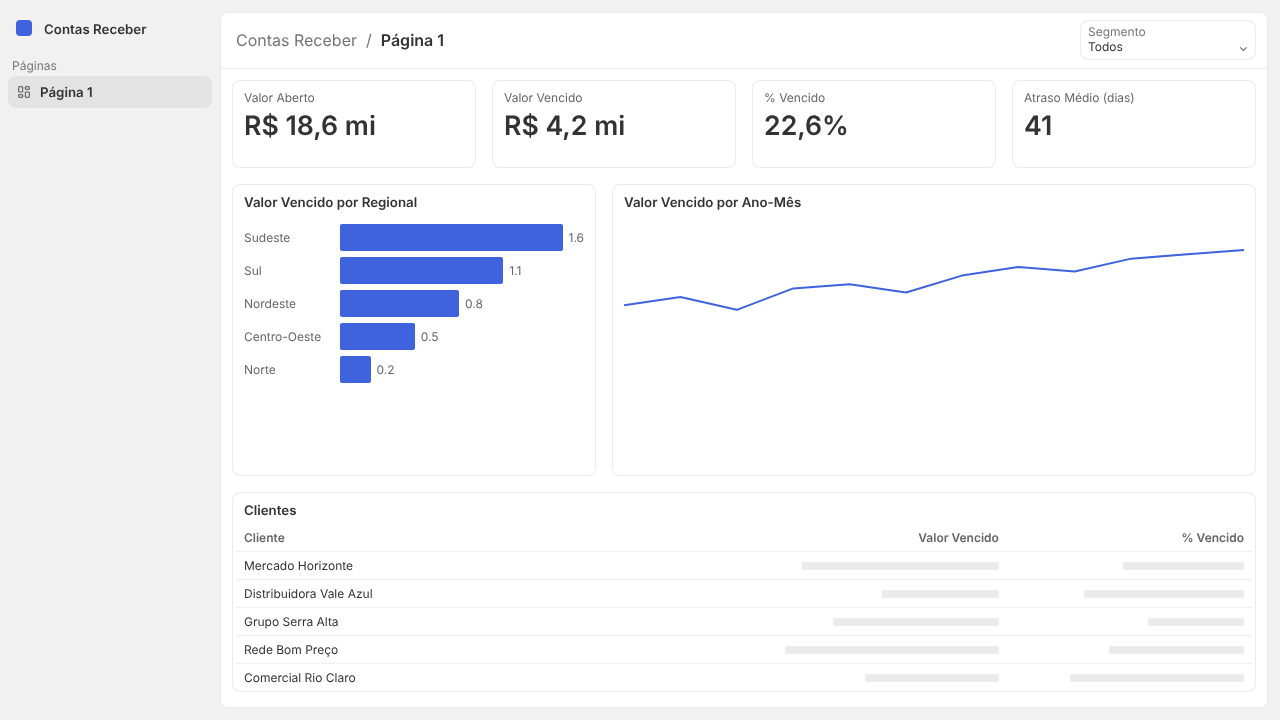 Contas Receber
Páginas
Página 1
Contas Receber / Página 1
Segmento
Todos
Valor Aberto
R$ 18,6 mi
Valor Vencido
R$ 4,2 mi
% Vencido
22,6%
Atraso Médio (dias)
41
Valor Vencido por Regional
Sudeste 1.6
Sul 1.1
Nordeste 0.8
Centro-Oeste 0.5
Norte 0.2
Valor Vencido por Ano-Mês
Clientes
Cliente Valor Vencido % Vencido
Mercado Horizonte
Distribuidora Vale Azul
Grupo Serra Alta
Rede Bom Preço
Comercial Rio Claro